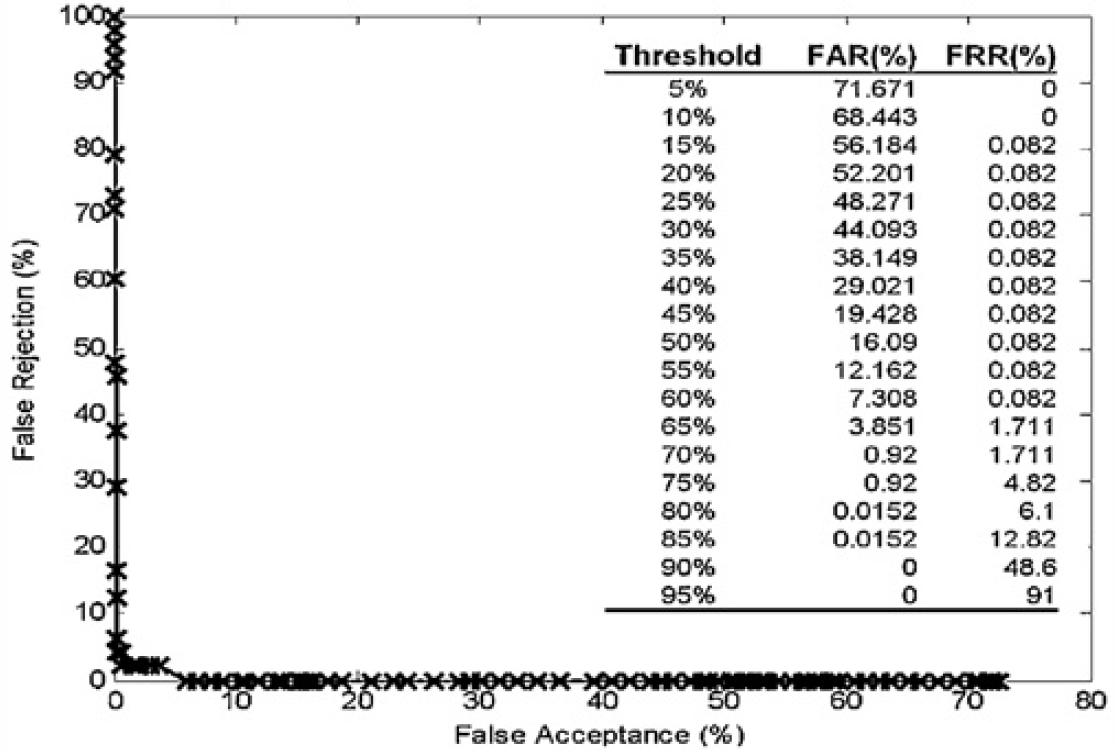 100
90
80
70
60
50
40
30
20
10
0
False Rejection (%)
Threshold FAR(%) FRR(%)
5% 71.671 0
10% 68.443 0
15% 56.184 0.082
20% 52.201 0.082
25% 48.271 0.082
30% 44.093 0.082
35% 38.149 0.082
40% 29.021 0.082
45% 19.428 0.082
50% 16.09 0.082
55% 12.162 0.082
60% 7.308 0.082
65% 3.851 1.711
70% 0.92 1.711
75% 0.92 4.82
80% 0.0152 6.1
85% 0.0152 12.82
90% 0 48.6
95% 0 91
0 10 20 30 40 50 60 70 80
False Acceptance (%)